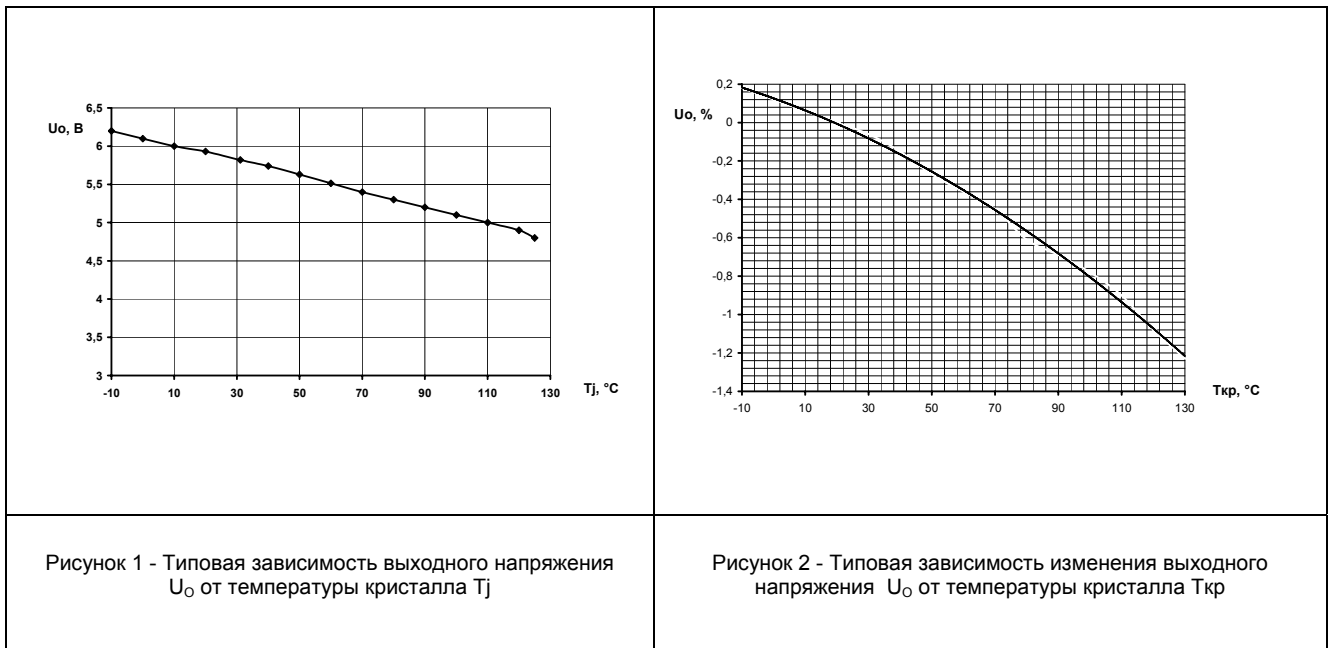 Uo, В
6,5
6
5,5
5
4,5
4
3,5
3
-10 10 30 50 70 90 110 130
Tj, °C
Uo, %
0,2
0
-0,2
-0,4
-0,6
-0,8
-1
-1,2
-1,4
-10 10 30 50 70 90 110 130
Ткр, °C
Рисунок 1 - Типовая зависимость выходного напряжения
UO от температуры кристалла Tj
Рисунок 2 - Типовая зависимость изменения выходного
напряжения UO от температуры кристалла Ткр